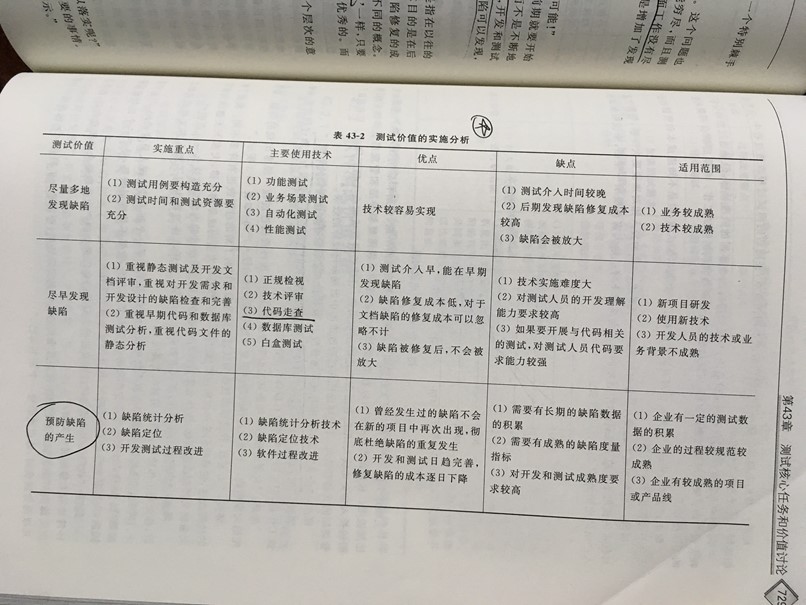 一个特别棘手
。这个问题也
试可以发现,
表 43-2 测试价值的实施分析
测试价值
实施重点
主要使用技术
优点
缺点
适用范围
尽量多地
发现缺陷
(1) 测试用例要构造充分
(2) 测试时间和测试资源要
充分
(1) 功能测试
(2) 业务场景测试
(3) 自动化测试
(4) 性能测试
技术较容易实现
(1) 测试介入时间较晚
(2) 后期发现缺陷修复成本
较高
(3) 缺陷会被放大
(1) 业务较成熟
(2) 技术较成熟
尽早发现
缺陷
(1) 重视静态测试及开发文
档评审,重视对开发需求和
开发设计的缺陷检查和完善
(2) 重视早期代码和数据库
测试分析,重视代码文件的
静态分析
(1) 正规检视
(2) 技术评审
(3) 代码走查
(4) 数据库测试
(5) 白盒测试
(1) 测试介入早,能在早期
发现缺陷
(2) 缺陷修复成本低,对于
文档缺陷的修复成本可以忽
略不计
(3) 缺陷被修复后,不会被
放大
(1) 技术实施难度大
(2) 对测试人员的开发理解
能力要求较高
(3) 如果要开展与代码相关
的测试,对测试人员代码要
求能力较强
(1) 新项目研发
(2) 使用新技术
(3) 开发人员的技术或业
务背景不成熟
预防缺陷
的产生
(1) 缺陷统计分析
(2) 缺陷定位
(3) 开发测试过程改进
(1) 缺陷统计分析技术
(2) 缺陷定位技术
(3) 软件过程改进
(1) 曾经发生过的缺陷不会
在新的项目中再次出现,彻
底杜绝缺陷的重复发生
(2) 开发和测试日趋完善,
修复缺陷的成本逐日下降
(1) 需要有长期的缺陷数据
的积累
(2) 需要有成熟的缺陷度量
指标
(3) 对开发和测试成熟度要
求较高
(1) 企业有一定的测试数
据的积累
(2) 企业的过程较规范较
成熟
(3) 企业有较成熟的项目
或产品线
第43章 测试核心任务和价值讨论
729